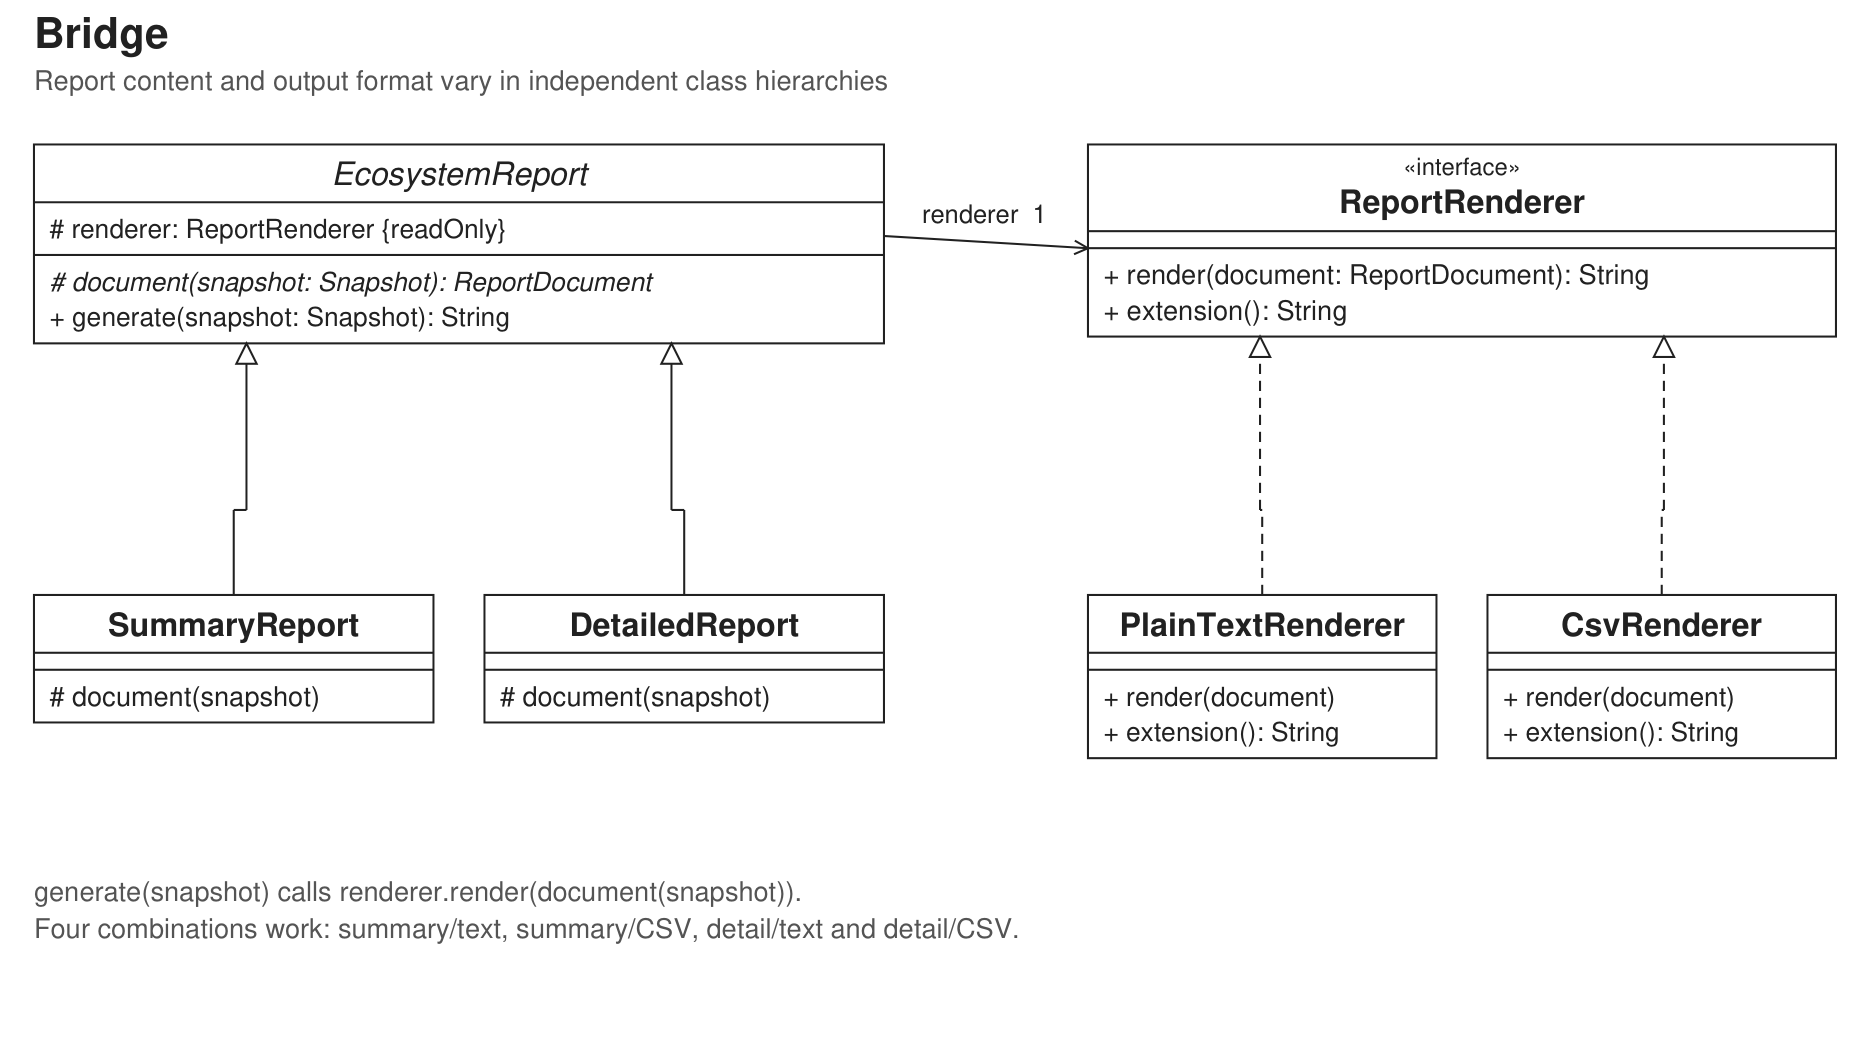 Bridge
Report content and output format vary in independent class hierarchies
EcosystemReport
# renderer: ReportRenderer {readOnly}
# document(snapshot: Snapshot): ReportDocument
+ generate(snapshot: Snapshot): String
renderer 1
«interface»
ReportRenderer
+ render(document: ReportDocument): String
+ extension(): String
SummaryReport
# document(snapshot)
DetailedReport
# document(snapshot)
PlainTextRenderer
+ render(document)
+ extension(): String
CsvRenderer
+ render(document)
+ extension(): String
generate(snapshot) calls renderer.render(document(snapshot)).
Four combinations work: summary/text, summary/CSV, detail/text and detail/CSV.